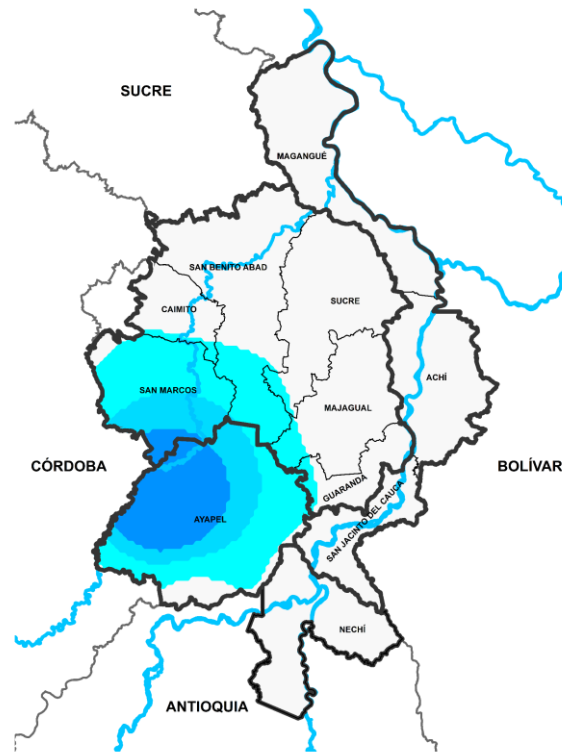 SUCRE
MAGANGUÉ
SAN BENITO ABAD
CAIMITO
SUCRE
ACHÍ
SAN MARCOS
MAJAGUAL
CÓRDOBA
BOLÍVAR
GUARANDA
AYAPEL
SAN JACINTO DEL CAUCA
NECHÍ
ANTIOQUIA